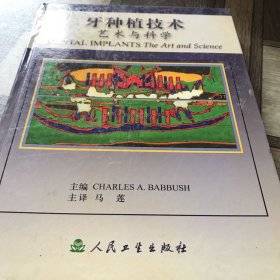 牙种植技术
艺术与科学
DENTAL IMPLANTS The Art and Science
主编 CHARLES A. BABBUSH
主译 马莲
人民卫生出版社